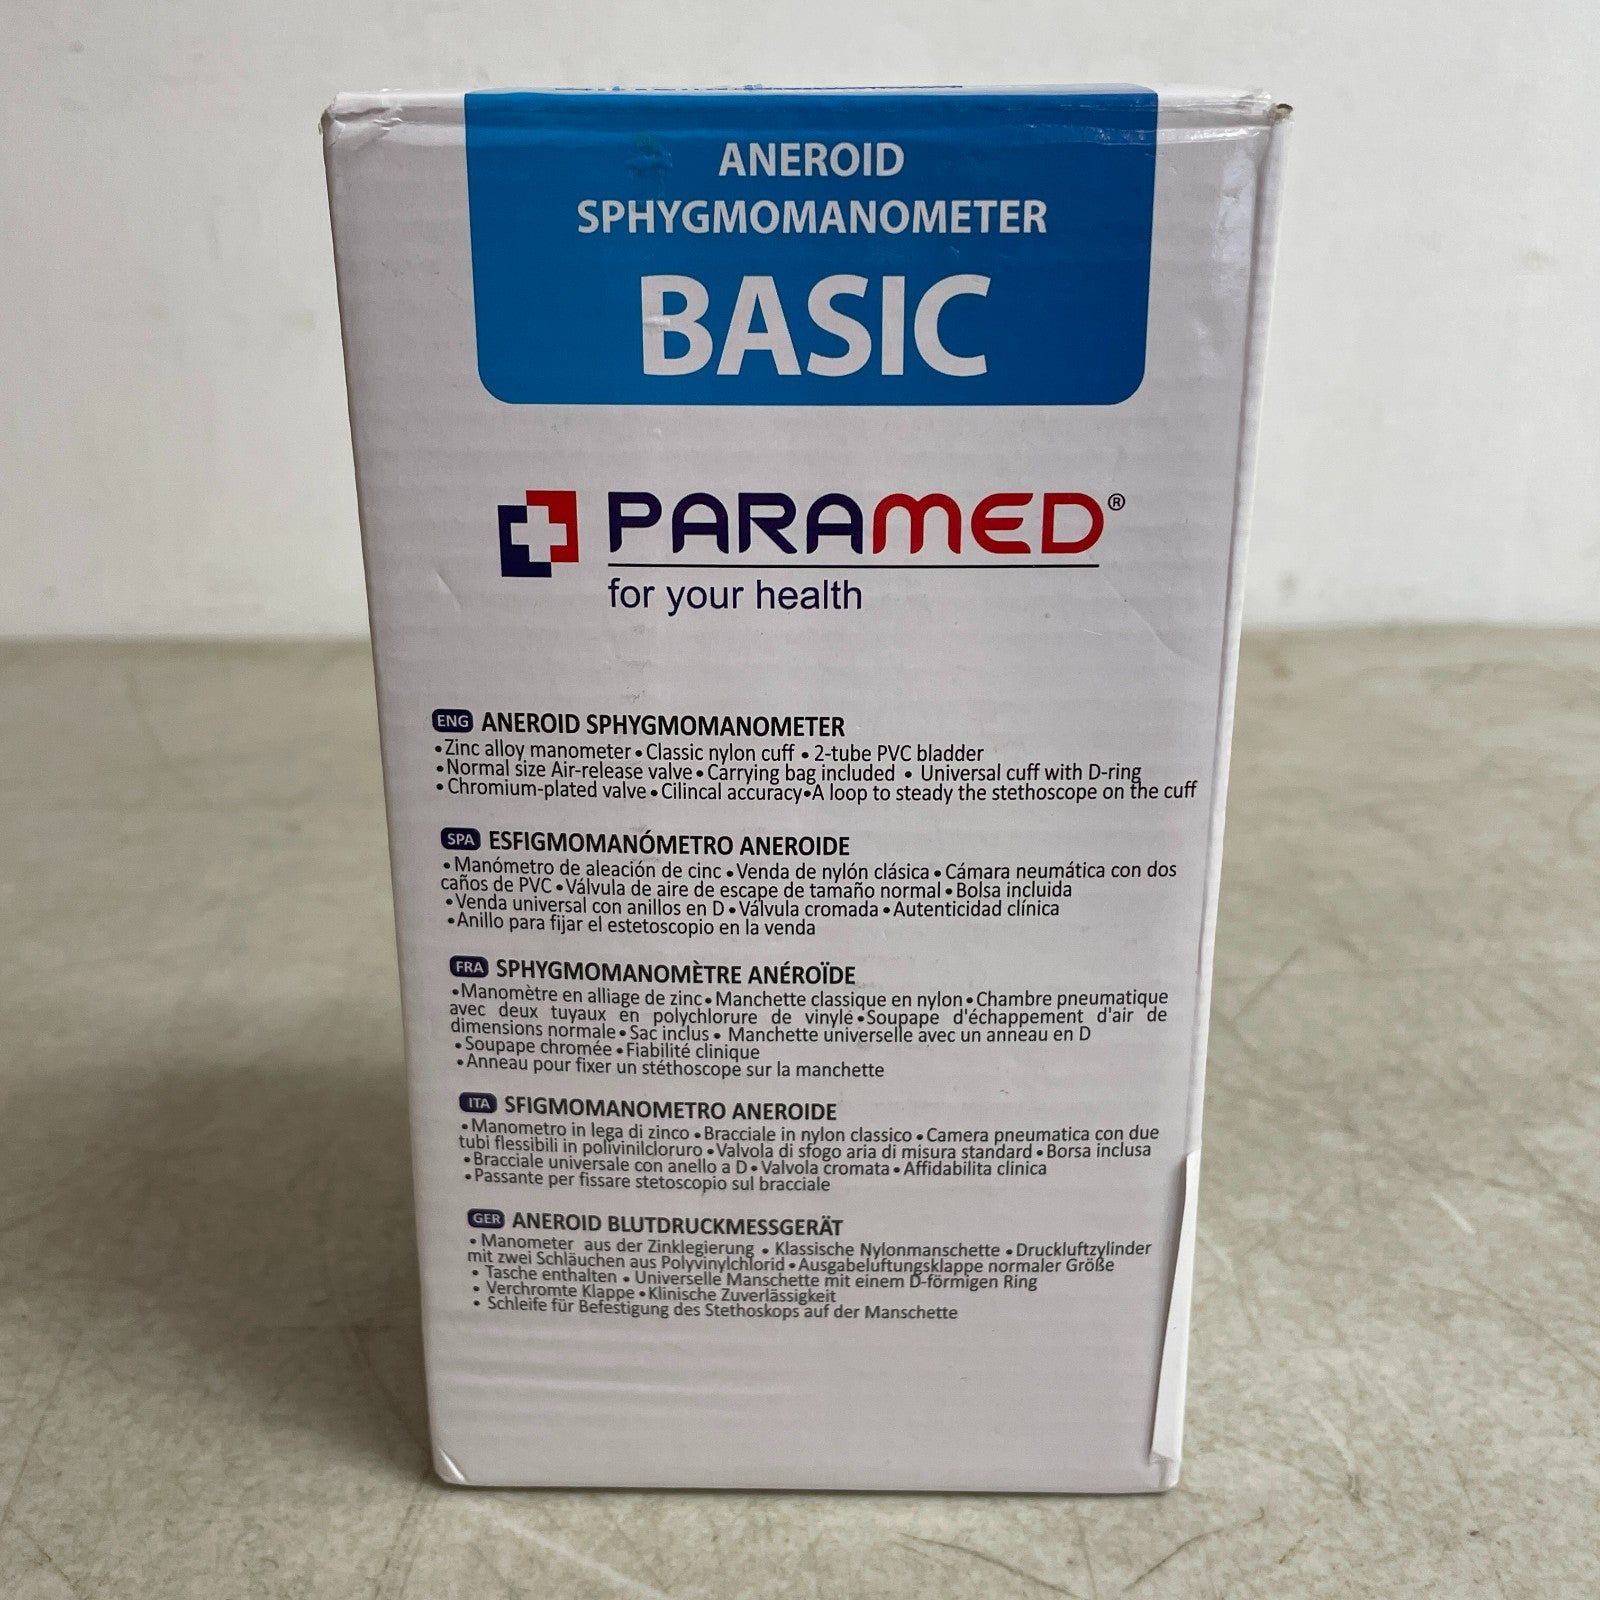 ANEROID
SPHYGMOMANOMETER
BASIC
PARAMED®
for your health
ENG ANEROID SPHYGMOMANOMETER
•Zinc alloy manometer • Classic nylon cuff • 2-tube PVC bladder
•Normal size Air-release valve • Carrying bag included • Universal cuff with D-ring
• Chromium-plated valve • Cilincal accuracy•A loop to steady the stethoscope on the cuff
SPA ESFIGMOMANÓMETRO ANEROIDE
• Manómetro de aleación de cinc • Venda de nylón clásica • Cámara neumática con dos
caños de PVC • Válvula de aire de escape de tamaño normal • Bolsa incluida
•Venda universal con anillos en D • Válvula cromada • Autenticidad clínica
•Anillo para fijar el estetoscopio en la venda
FRA SPHYGMOMANOMÈTRE ANÉROÏDE
•Manomètre en alliage de zinc • Manchette classique en nylon • Chambre pneumatique
avec deux tuyaux en polychlorure de vinyle • Soupape d'échappement d'air de
dimensions normale • Sac inclus • Manchette universelle avec un anneau en D
• Soupape chromée • Fiabilité clinique
• Anneau pour fixer un stéthoscope sur la manchette
ITA SFIGMOMANOMETRO ANEROIDE
• Manometro in lega di zinco • Bracciale in nylon classico • Camera pneumatica con due
tubi flessibili in polivinilcloruro • Valvola di sfogo aria di misura standard • Borsa inclusa
• Bracciale universale con anello a D • Valvola cromata • Affidabilita clinica
• Passante per fissare stetoscopio sul bracciale
GER ANEROID BLUTDRUCKMESSGERÄT
• Manometer aus der Zinklegierung • Klassische Nylonmanschette • Druckluftzylinder
mit zwei Schläuchen aus Polyvinylchlorid • Ausgabeluftungsklappe normaler Größe
• Tasche enthalten • Universelle Manschette mit einem D-förmigen Ring
• Verchromte Klappe • Klinische Zuverlässigkeit
• Schleife für Befestigung des Stethoskops auf der Manschette